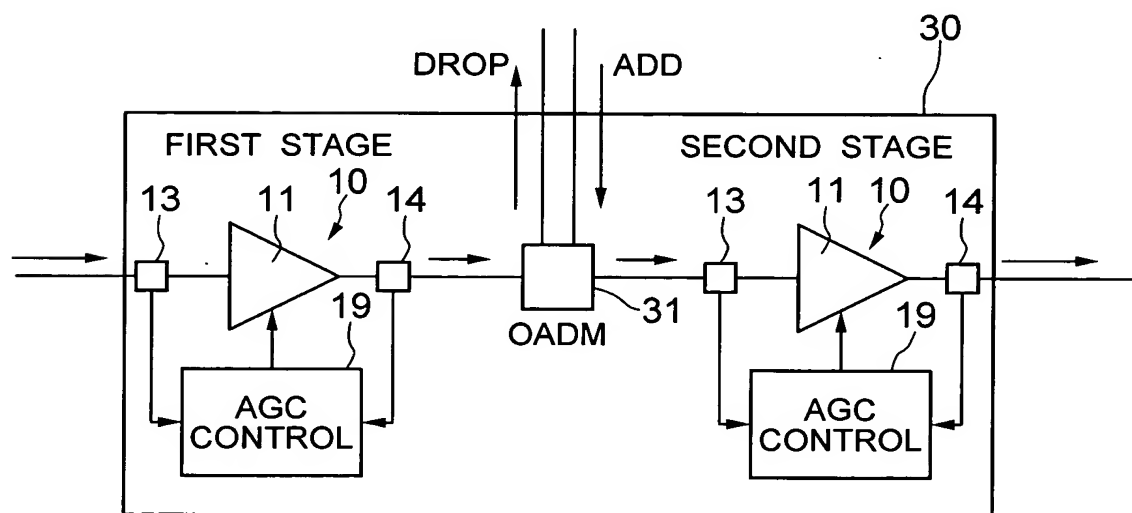 30
DROP
ADD
FIRST STAGE
SECOND STAGE
13
11
10
14
13
11
10
14
31
OADM
19
19
AGC
CONTROL
AGC
CONTROL